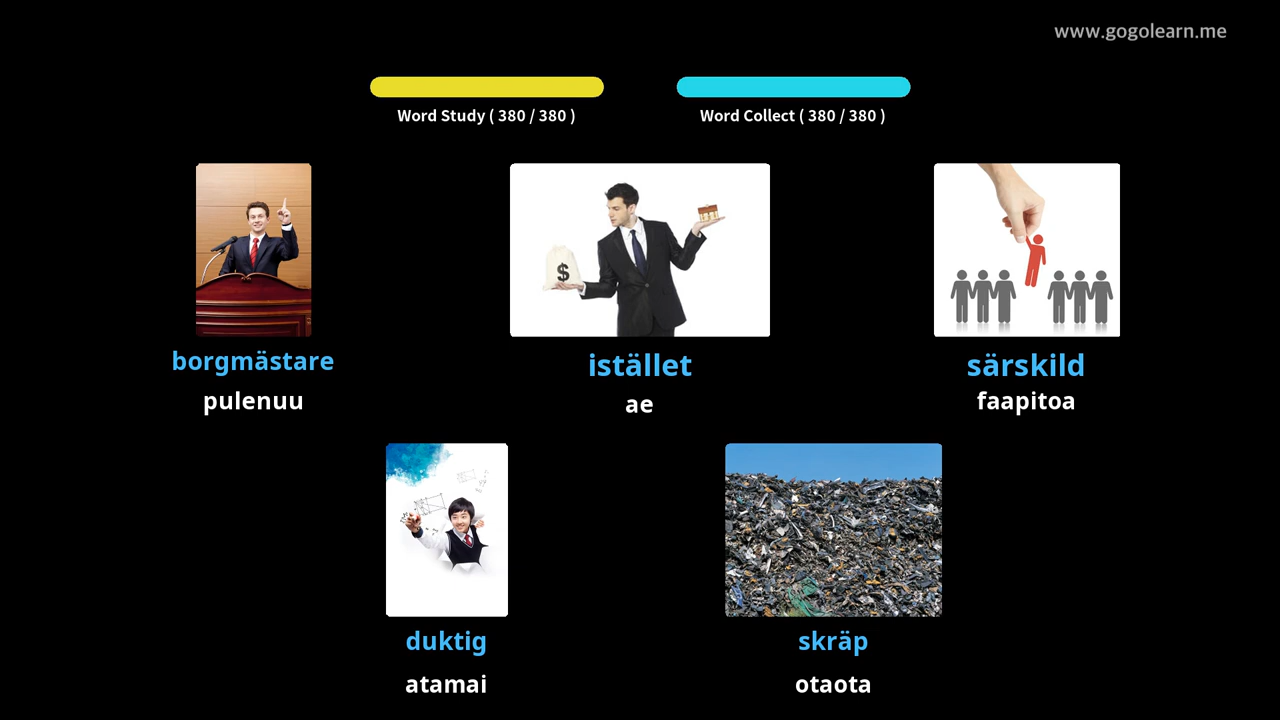 www.gogolearn.me
Word Study ( 380 / 380 )
Word Collect ( 380 / 380 )
borgmästare
pulenuu
istället
ae
särskild
faapitoa
$
duktig
atamai
skräp
otaota